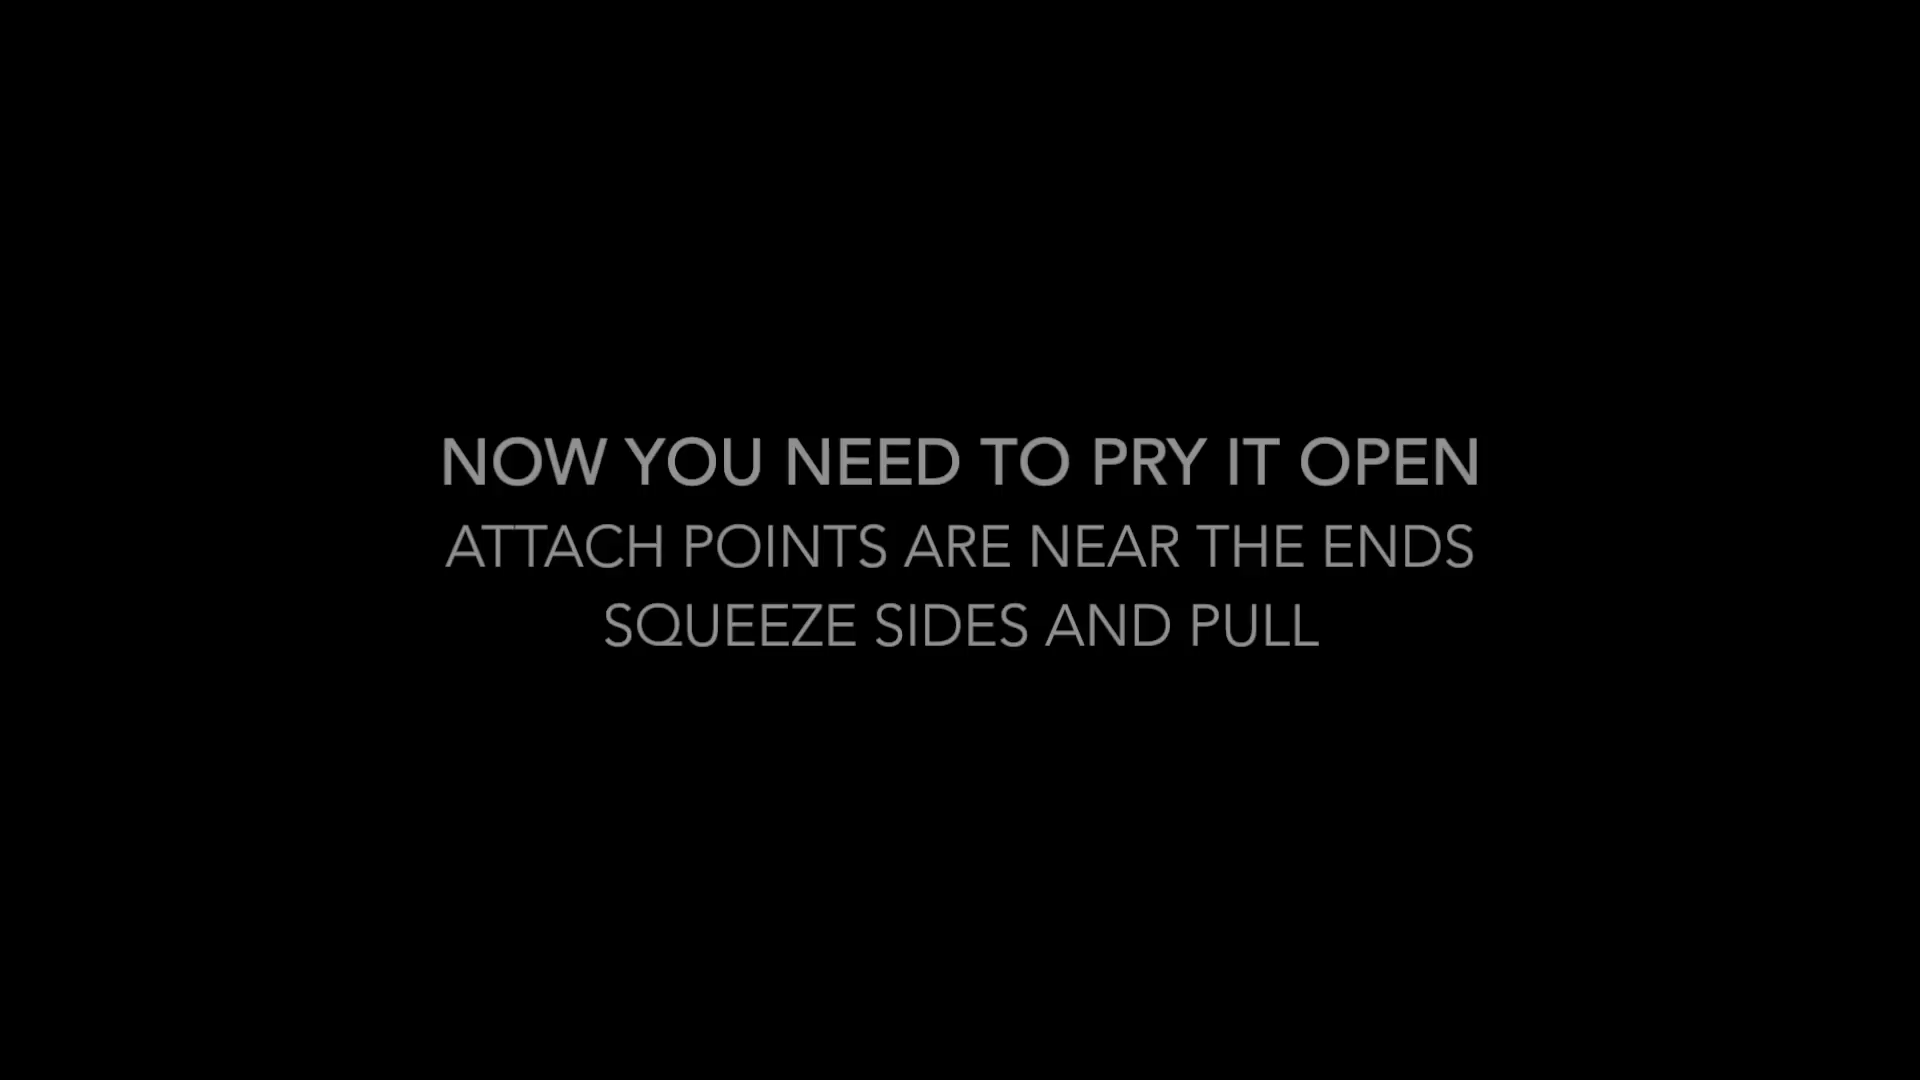 NOW YOU NEED TO PRY IT OPEN
ATTACH POINTS ARE NEAR THE ENDS
SQUEEZE SIDES AND PULL